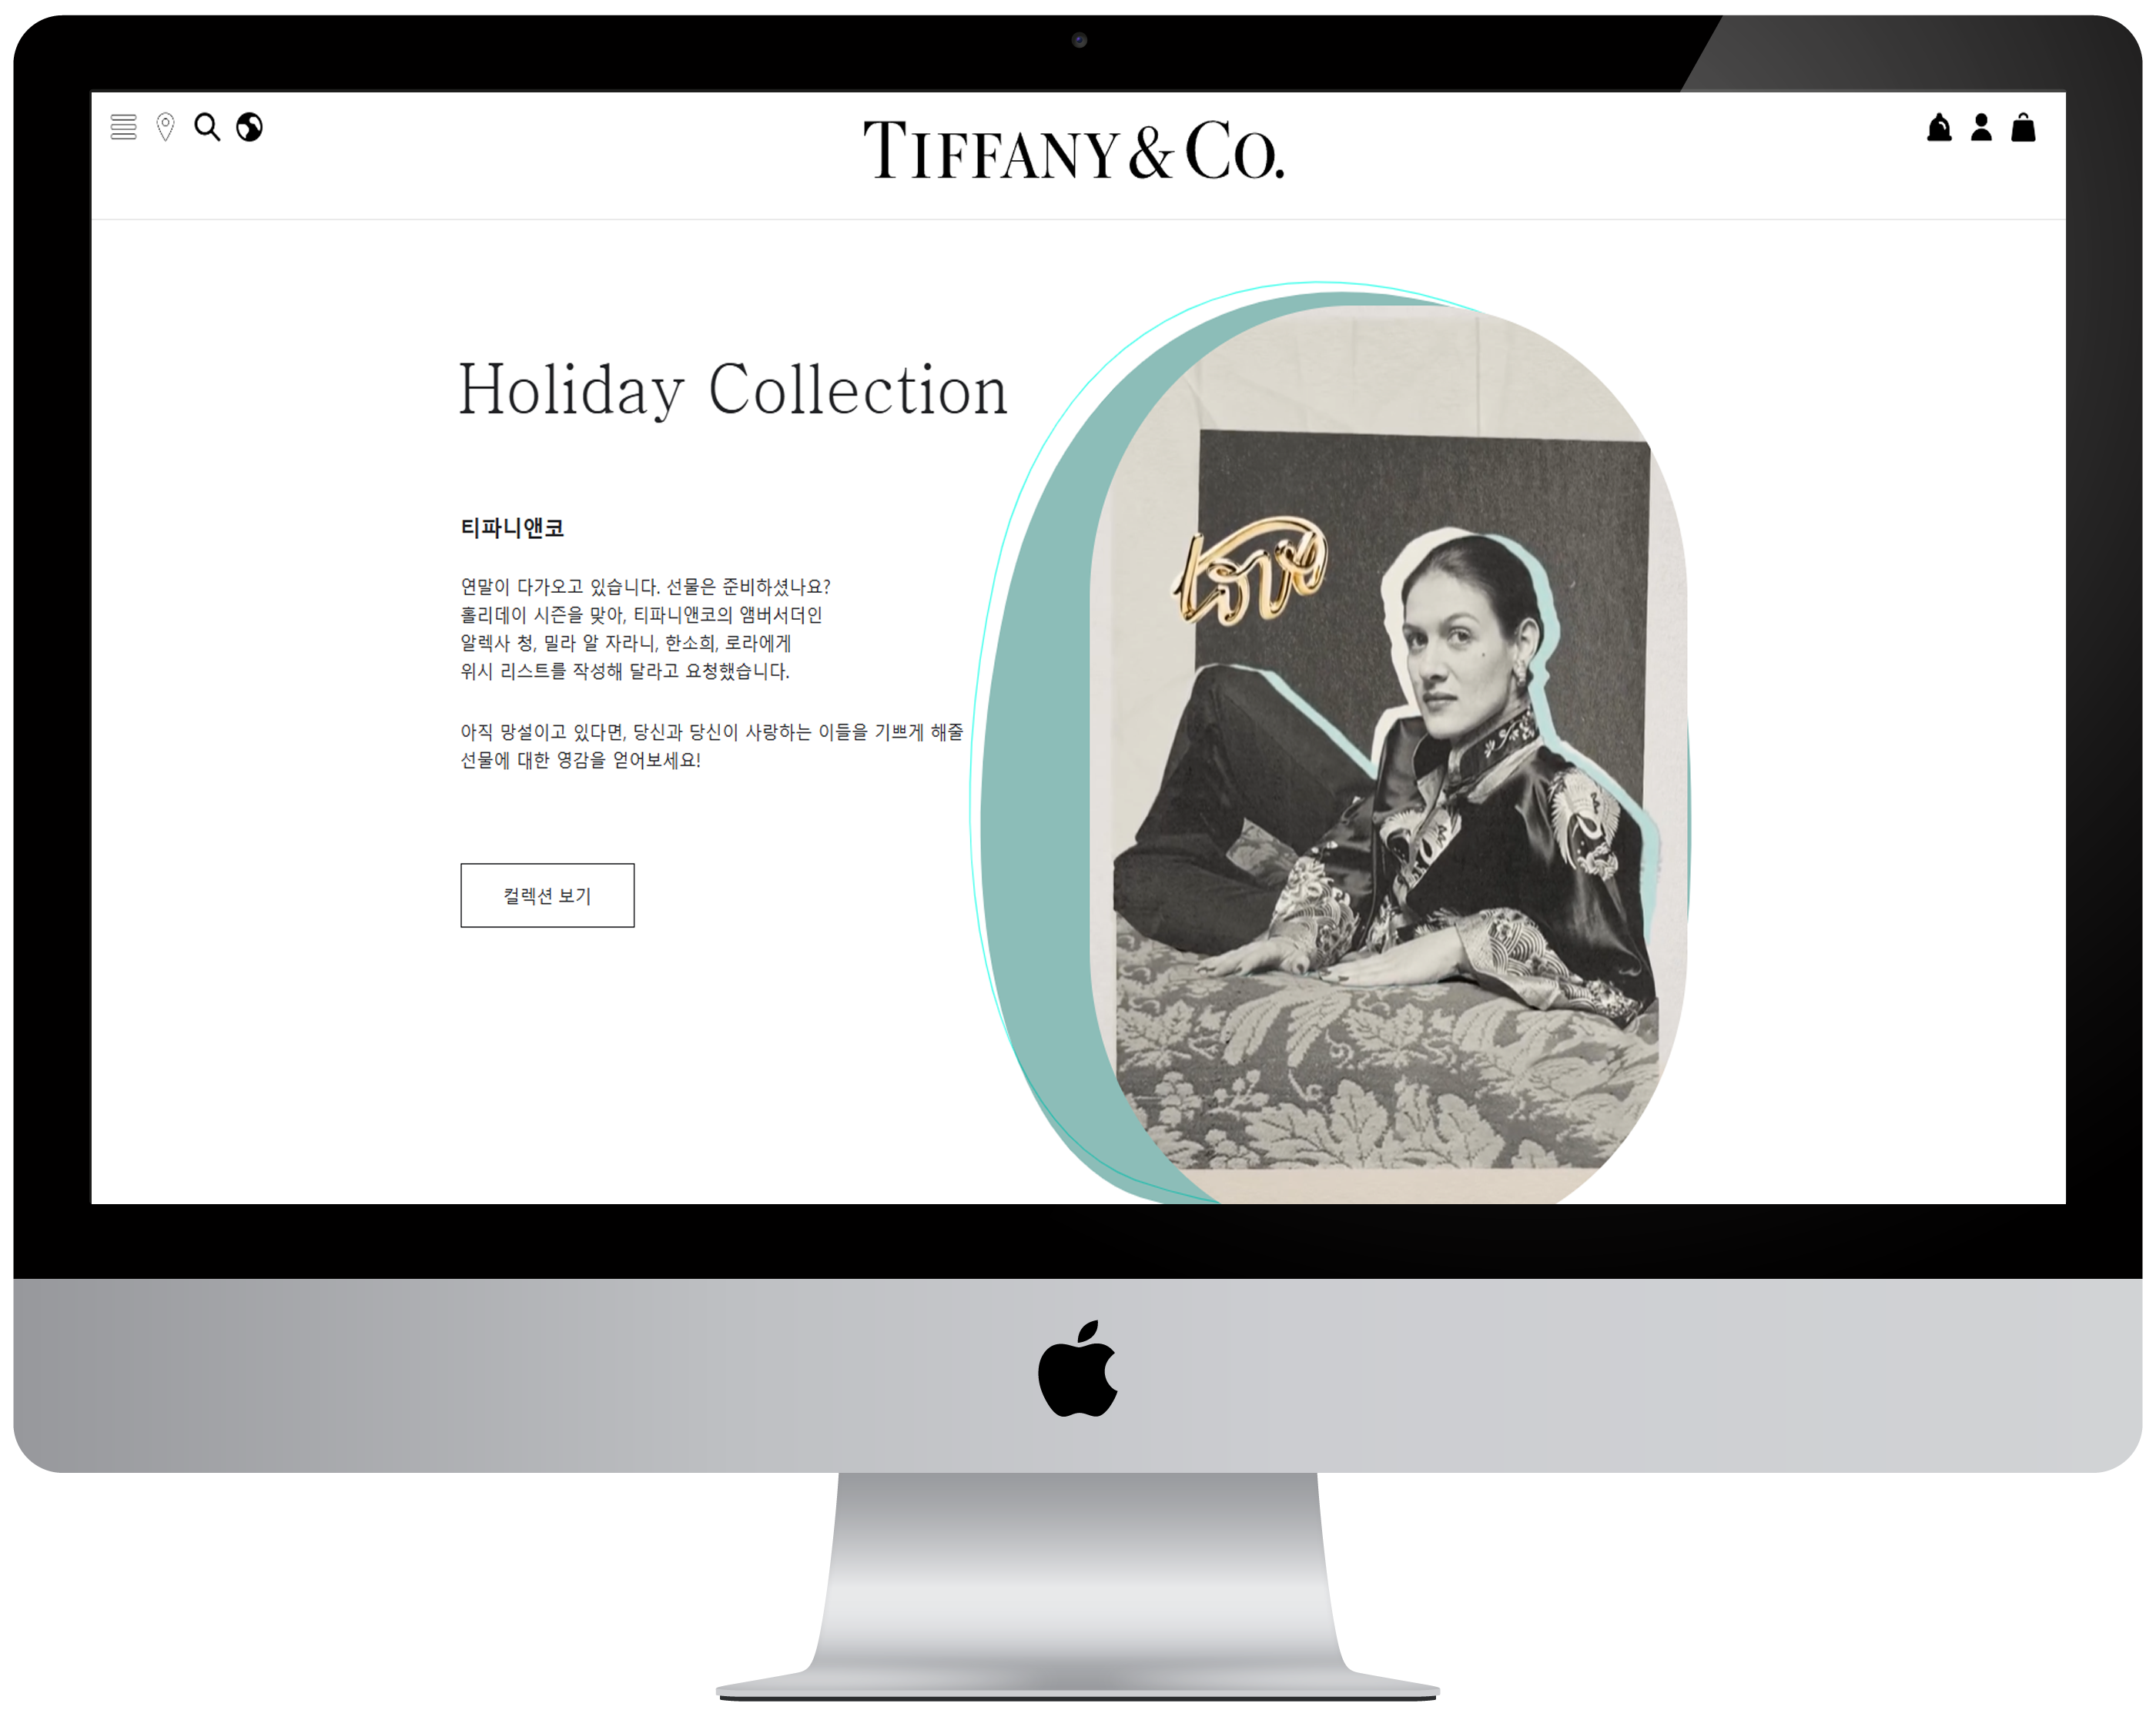 TIFFANY & CO.
Holiday Collection
love
티파니앤코
연말이 다가오고 있습니다. 선물은 준비하셨나요?
홀리데이 시즌을 맞아, 티파니앤코의 앰버서더인
알렉사 청, 밀라 알 자라니, 한소희, 로라에게
위시 리스트를 작성해 달라고 요청했습니다.
아직 망설이고 있다면, 당신과 당신이 사랑하는 이들을 기쁘게 해줄
선물에 대한 영감을 얻어보세요!
컬렉션 보기